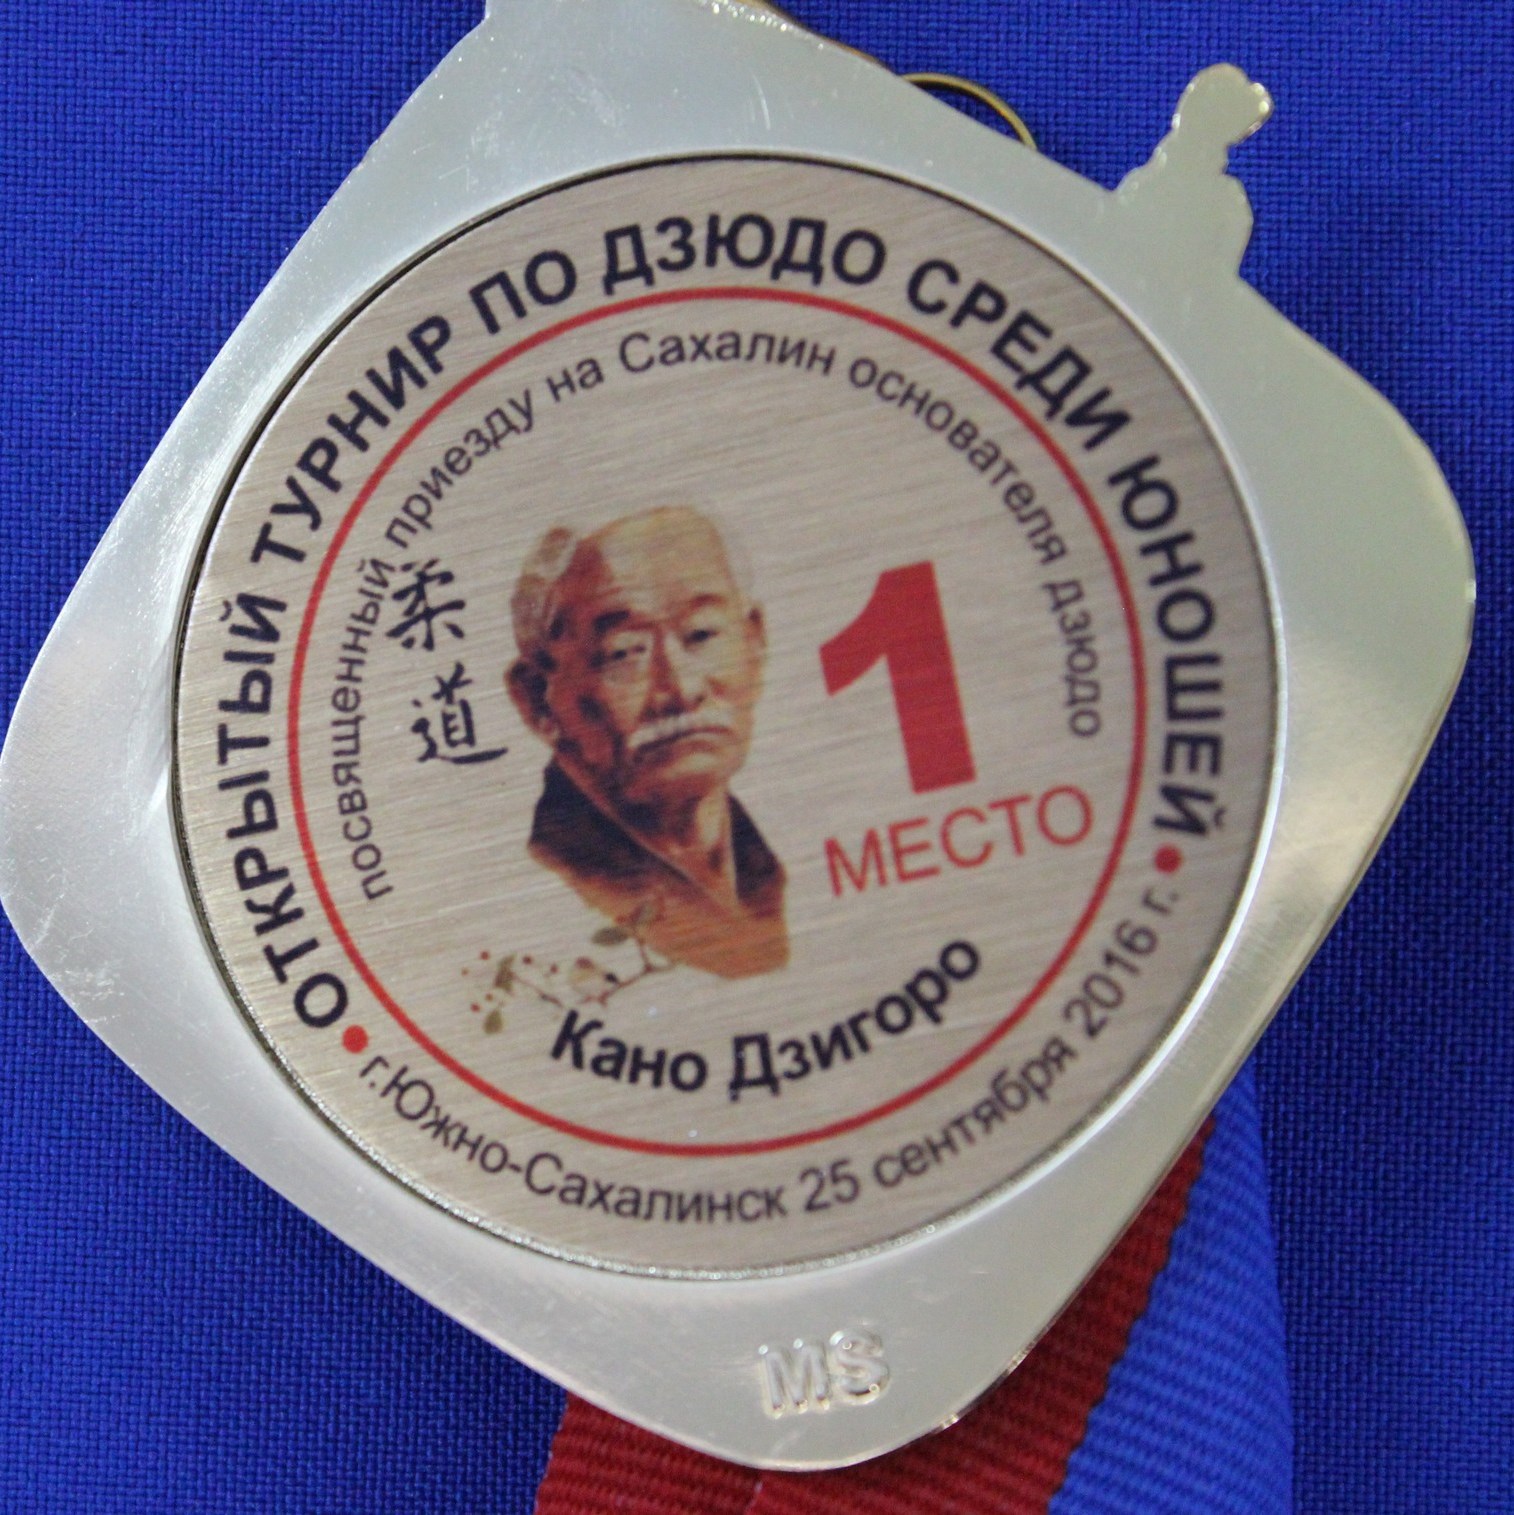 ОТКРЫТЫЙ ТУРНИР ПО ДЗЮДО СРЕДИ ЮНОШЕЙ
посвященный приезду на Сахалин основателя дзюдо
柔道
1
МЕСТО
Кано Дзигоро
г.Южно-Сахалинск 25 сентября 2016 г.
MS